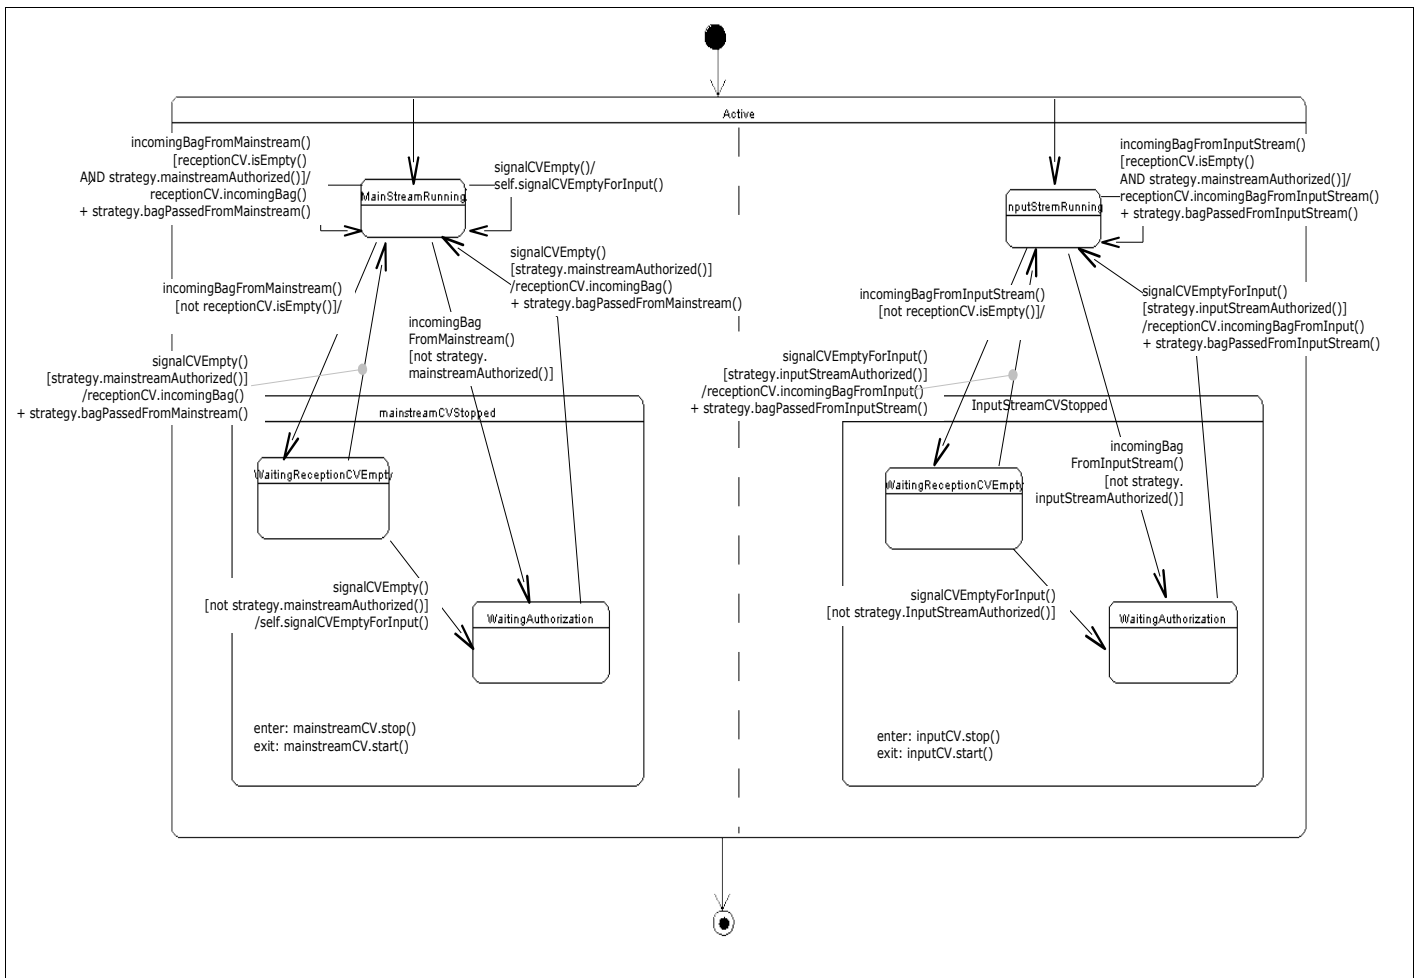 Active
incomingBagFromMainstream()
[receptionCV.isEmpty()
AND strategy.mainstreamAuthorized()]/
receptionCV.incomingBag()
+ strategy.bagPassedFromMainstream()
MainStreamRunning
signalCVEmpty()/
self.signalCVEmptyForInput()
signalCVEmpty()
[strategy.mainstreamAuthorized()]
/receptionCV.incomingBag()
+ strategy.bagPassedFromMainstream()
incomingBagFromMainstream()
[not receptionCV.isEmpty()]/
incomingBag
FromMainstream()
[not strategy.
mainstreamAuthorized()]
signalCVEmpty()
[strategy.mainstreamAuthorized()]
/receptionCV.incomingBag()
+ strategy.bagPassedFromMainstream()
mainstreamCVStopped
WaitingReceptionCVEmpty
signalCVEmpty()
[not strategy.mainstreamAuthorized()]
/self.signalCVEmptyForInput()
WaitingAuthorization
enter: mainstreamCV.stop()
exit: mainstreamCV.start()
incomingBagFromInputStream()
[receptionCV.isEmpty()
AND strategy.mainstreamAuthorized()]/
receptionCV.incomingBagFromInputStream()
+ strategy.bagPassedFromInputStream()
nputStremRunning
incomingBagFromInputStream()
[not receptionCV.isEmpty()]/
signalCVEmptyForInput()
[strategy.inputStreamAuthorized()]
/receptionCV.incomingBagFromInput()
+ strategy.bagPassedFromInputStream()
signalCVEmptyForInput()
[strategy.inputStreamAuthorized()]
/receptionCV.incomingBagFromInput()
+ strategy.bagPassedFromInputStream()
InputStreamCVStopped
WaitingReceptionCVEmpty
incomingBag
FromInputStream()
[not strategy.
inputStreamAuthorized()]
signalCVEmptyForInput()
[not strategy.InputStreamAuthorized()]
WaitingAuthorization
enter: inputCV.stop()
exit: inputCV.start()